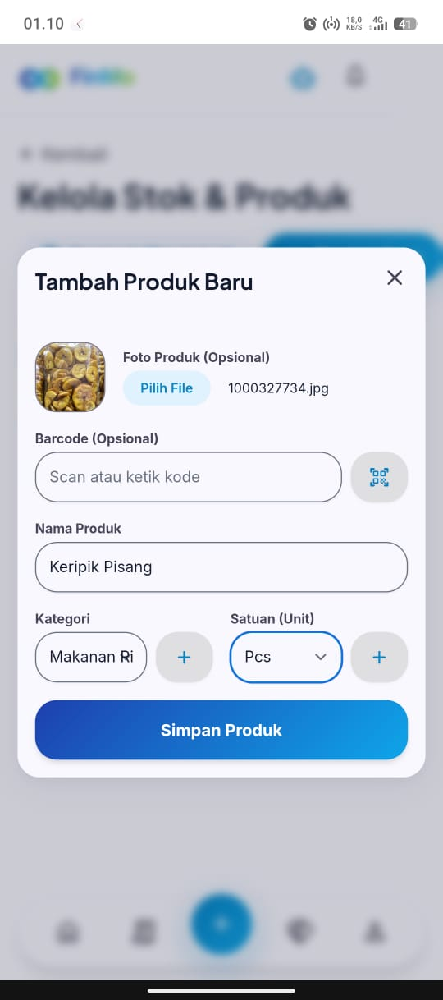 01.10
18,0
KB/S
4G
41
Kembali
Kelola Stok & Produk
Tambah Produk Baru
Foto Produk (Opsional)
Pilih File
1000327734.jpg
Barcode (Opsional)
Scan atau ketik kode
Nama Produk
Keripik Pisang
Kategori
Satuan (Unit)
Makanan Ri
Pcs
Simpan Produk